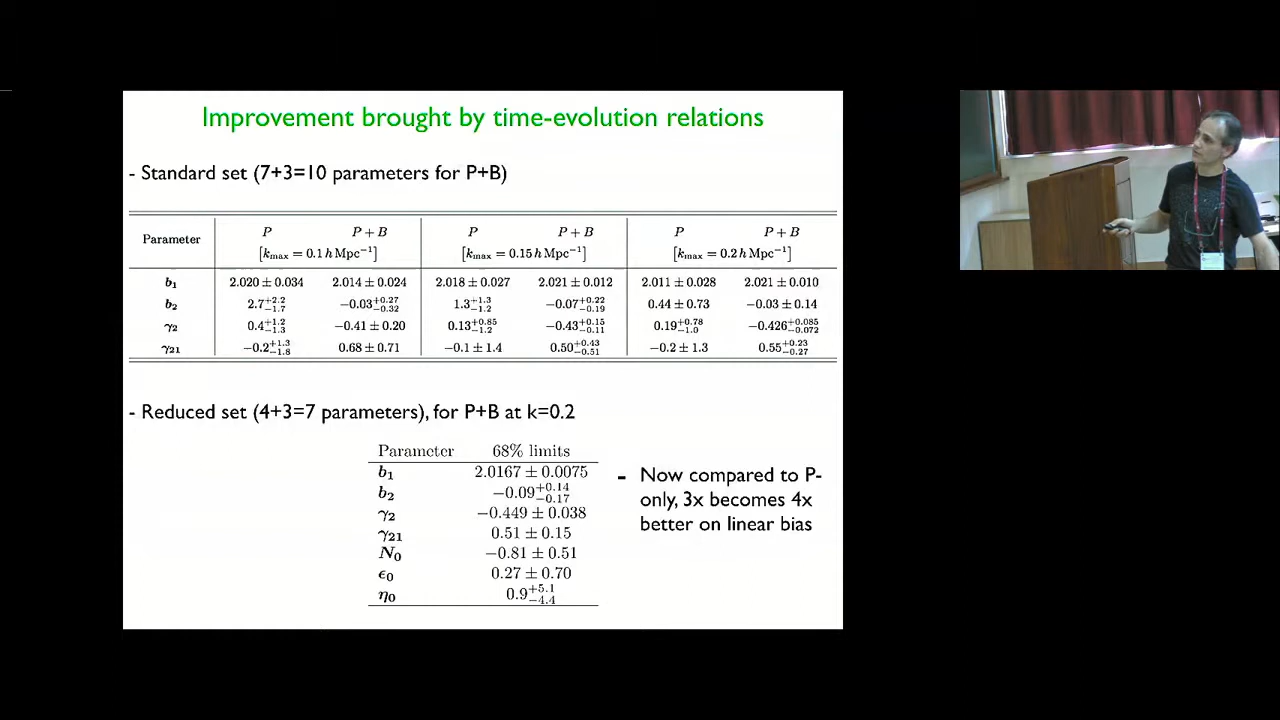 Improvement brought by time-evolution relations
- Standard set (7+3=10 parameters for P+B)
Parameter P P + B P P + B P P + B
[kmax = 0.1 h Mpc⁻¹] [kmax = 0.15 h Mpc⁻¹] [kmax = 0.2 h Mpc⁻¹]
b₁ 2.020 ± 0.034 2.014 ± 0.024 2.018 ± 0.027 2.021 ± 0.012 2.011 ± 0.028 2.021 ± 0.010
b₂ 2.7+2.2−1.7 −0.03+0.27−0.32 1.3+1.3−1.2 −0.07+0.22−0.19 0.44 ± 0.73 −0.03 ± 0.14
γ₂ 0.4+1.2−1.3 −0.41 ± 0.20 0.13+0.85−1.2 −0.43+0.15−0.11 0.19+0.78−1.0 −0.426+0.085−0.072
γ₂₁ −0.2+1.3−1.8 0.68 ± 0.71 −0.1 ± 1.4 0.50+0.43−0.51 −0.2 ± 1.3 0.55+0.23−0.27
- Reduced set (4+3=7 parameters), for P+B at k=0.2
Parameter 68% limits
b₁ 2.0167 ± 0.0075
b₂ −0.09+0.14−0.17
γ₂ −0.449 ± 0.038
γ₂₁ 0.51 ± 0.15
N₀ −0.81 ± 0.51
ϵ₀ 0.27 ± 0.70
η₀ 0.9+5.1−4.4
- Now compared to P-
only, 3x becomes 4x
better on linear bias